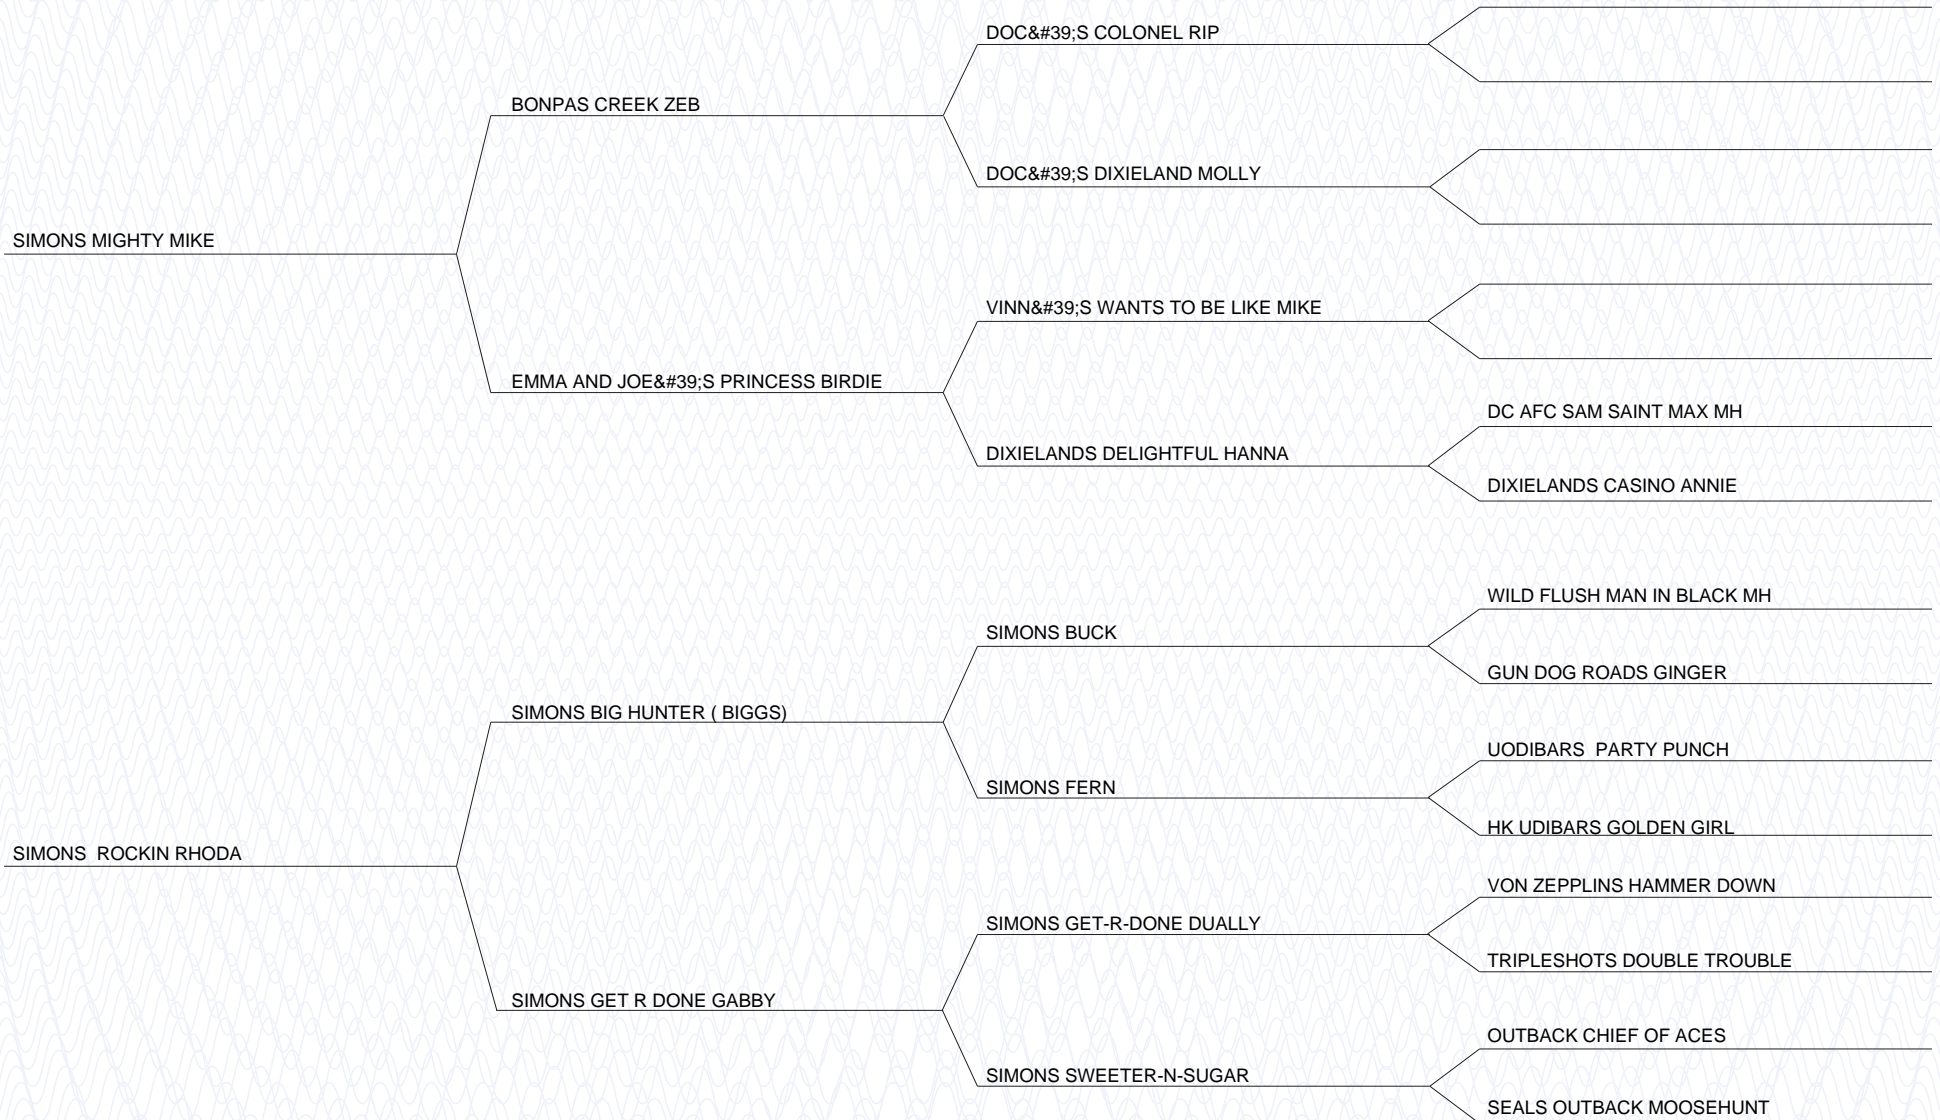 DOC&#39;S COLONEL RIP
BONPAS CREEK ZEB
DOC&#39;S DIXIELAND MOLLY
SIMONS MIGHTY MIKE
VINN&#39;S WANTS TO BE LIKE MIKE
EMMA AND JOE&#39;S PRINCESS BIRDIE
DC AFC SAM SAINT MAX MH
DIXIELANDS DELIGHTFUL HANNA
DIXIELANDS CASINO ANNIE
WILD FLUSH MAN IN BLACK MH
SIMONS BUCK
GUN DOG ROADS GINGER
SIMONS BIG HUNTER ( BIGGS)
UODIBARS  PARTY PUNCH
SIMONS FERN
HK UDIBARS GOLDEN GIRL
SIMONS  ROCKIN RHODA
VON ZEPPLINS HAMMER DOWN
SIMONS GET-R-DONE DUALLY
TRIPLESHOTS DOUBLE TROUBLE
SIMONS GET R DONE GABBY
OUTBACK CHIEF OF ACES
SIMONS SWEETER-N-SUGAR
SEALS OUTBACK MOOSEHUNT